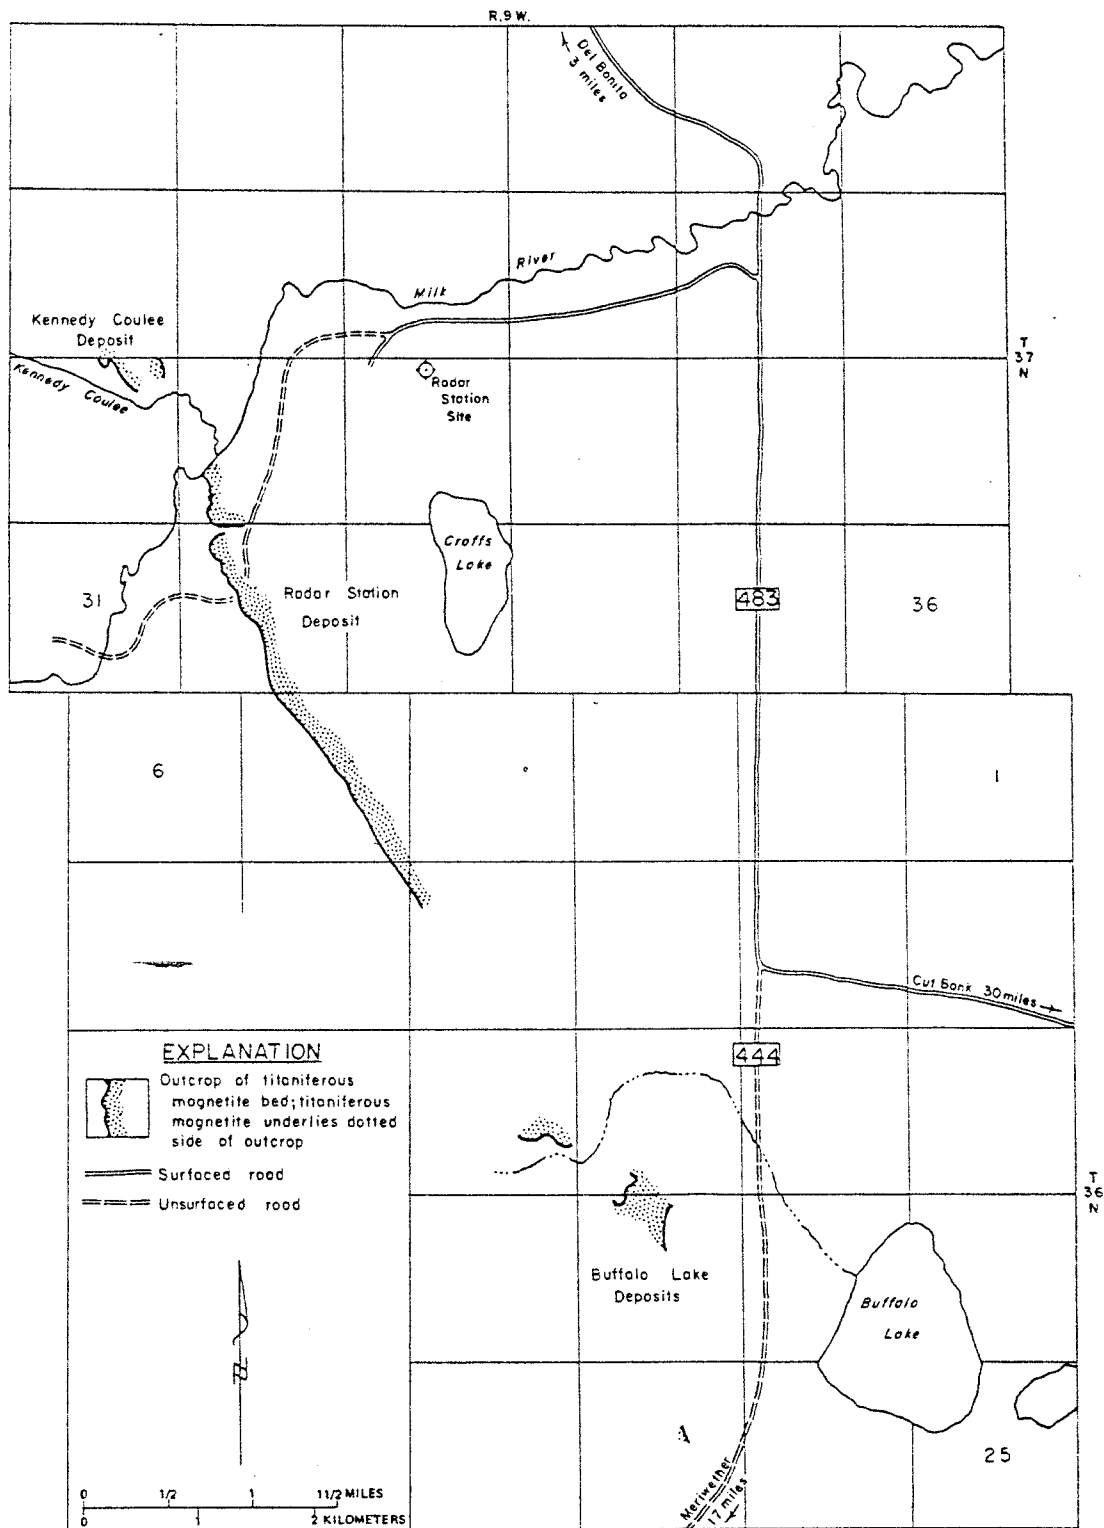 R.9 W.
Del Bonita
3 miles
River
Milk
Kennedy Coulee
Deposit
Kennedy Coulee
T
37
N
Radar
Station
Site
Croffs
Lake
31
Radar Station
Deposit
483
36
6
1
Cut Bank 30 miles
EXPLANATION
444
Outcrop of titaniferous
magnetite bed; titaniferous
magnetite underlies dotted
side of outcrop
Surfaced road
Unsurfaced road
T
36
N
Buffalo Lake
Deposits
Buffalo
Lake
25
Meriwether
17 miles
0 1/2 1 1 1/2 MILES
0 1 2 KILOMETERS